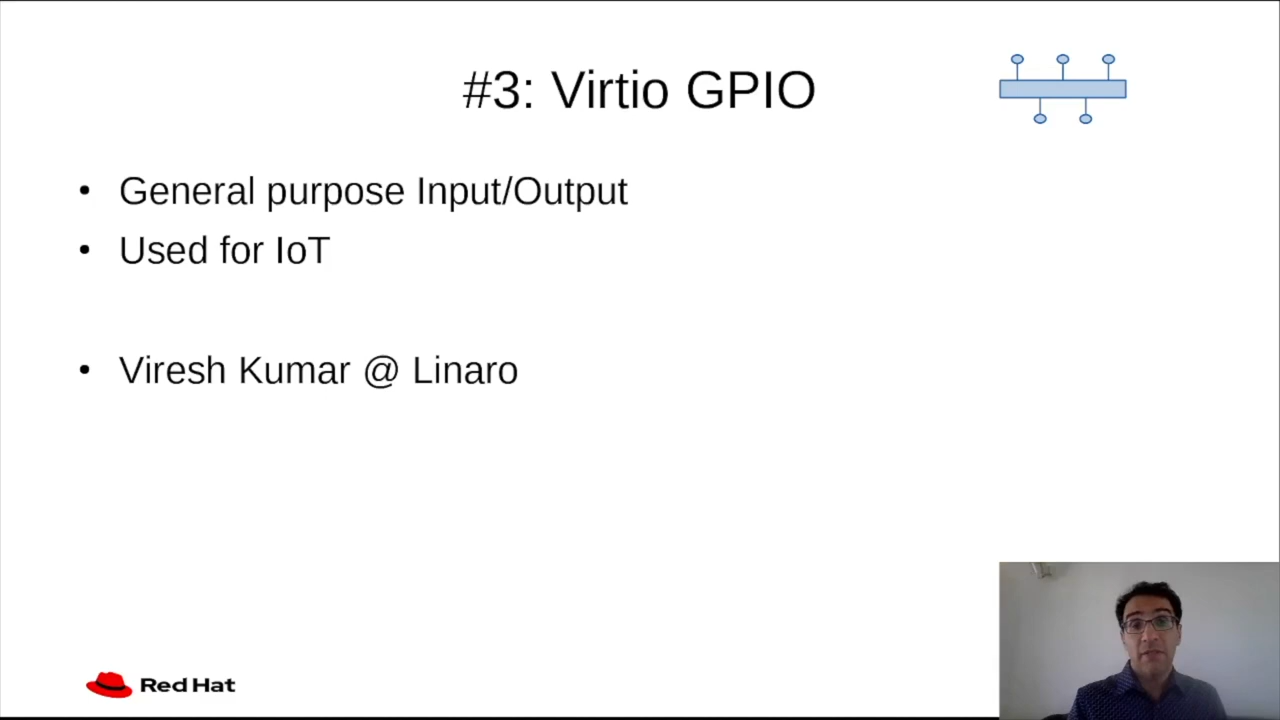 #3: Virtio GPIO
• General purpose Input/Output
• Used for IoT
• Viresh Kumar @ Linaro
Red Hat